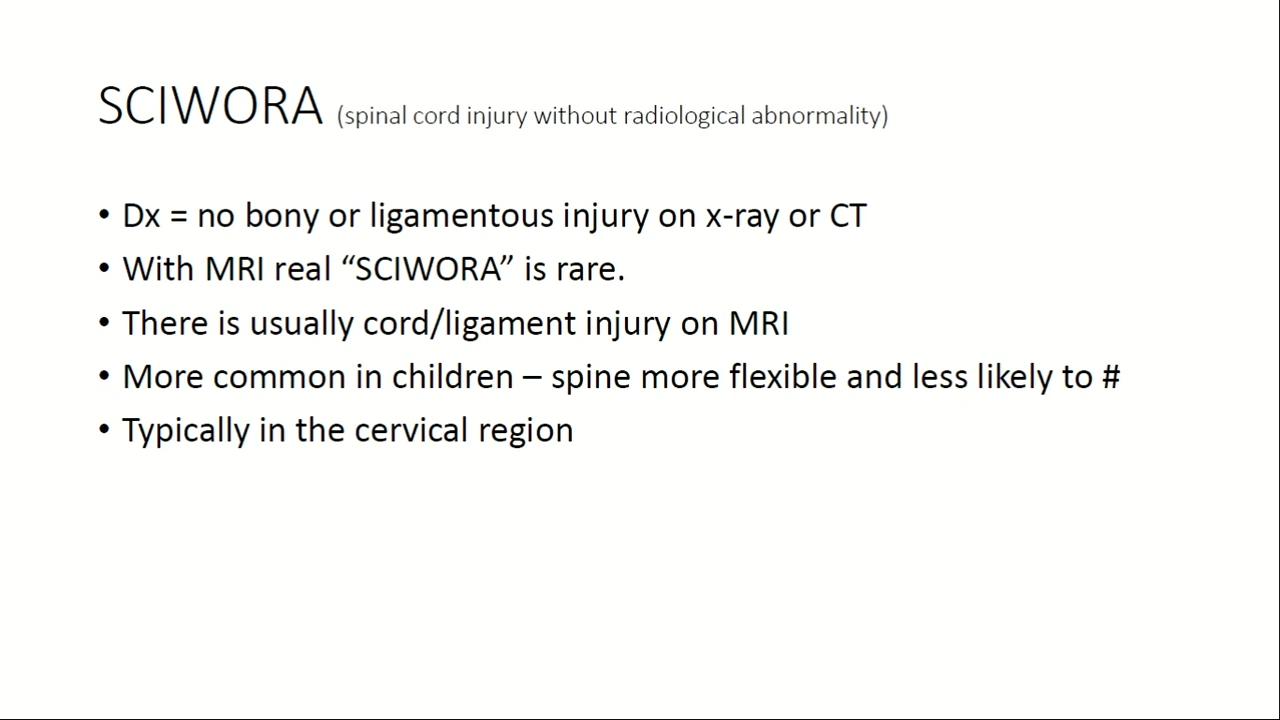 SCIWORA (spinal cord injury without radiological abnormality)
• Dx = no bony or ligamentous injury on x-ray or CT
• With MRI real “SCIWORA” is rare.
• There is usually cord/ligament injury on MRI
• More common in children – spine more flexible and less likely to #
• Typically in the cervical region